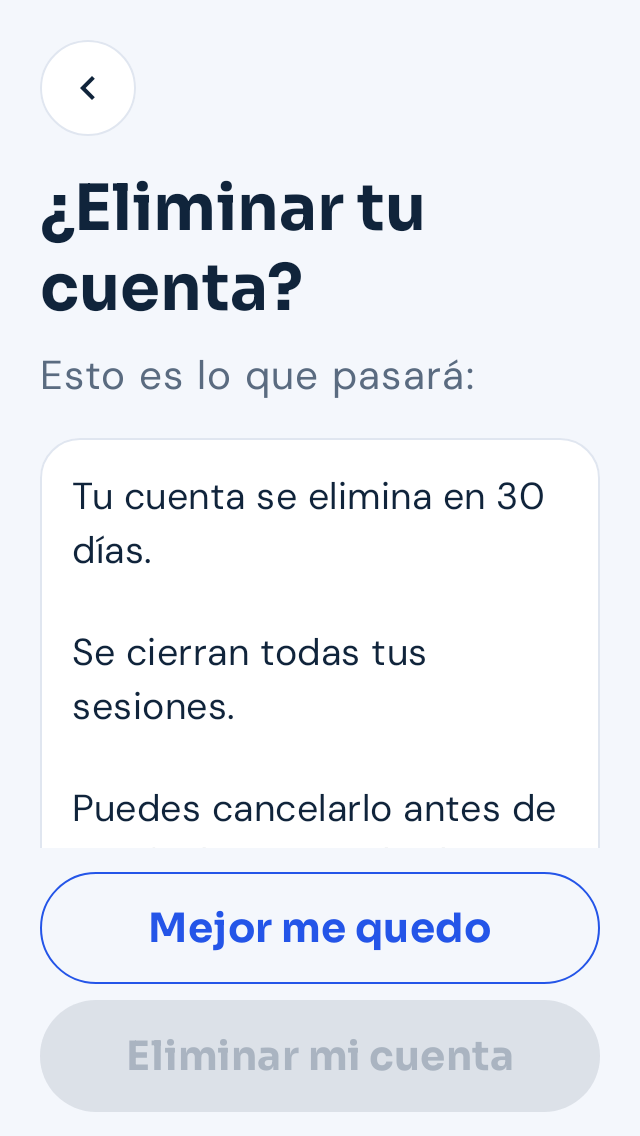 ¿Eliminar tu
cuenta?
Esto es lo que pasará:
Tu cuenta se elimina en 30
días.
Se cierran todas tus
sesiones.
Puedes cancelarlo antes de
Mejor me quedo
Eliminar mi cuenta